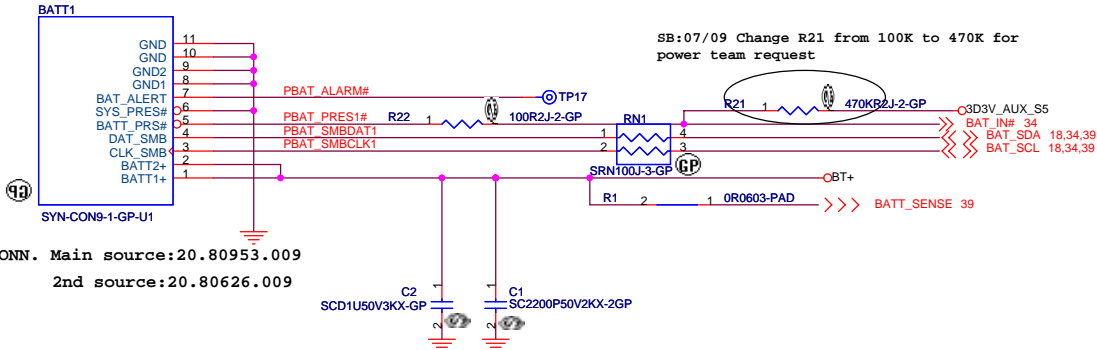 BATT1
SB:07/09 Change R21 from 100K to 470K for
power team request
GND 11
GND 10
GND2 9
GND1 8
BAT_ALERT 7 PBAT_ALARM# TP17
SYS_PRES# 6
BATT_PRS# 5 PBAT_PRES1# R22 1 2 100R2J-2-GP
DAT_SMB 4 PBAT_SMBDAT1 1 RN1 4
CLK_SMB 3 PBAT_SMBCLK1 2 3
BATT2+ 2
BATT1+ 1
SRN100J-3-GP GP
R21 1 2 470KR2J-2-GP 3D3V_AUX_S5
BAT_IN# 34
BAT_SDA 18,34,39
BAT_SCL 18,34,39
BT+
R1 2 1 0R0603-PAD BATT_SENSE 39
GP
SYN-CON9-1-GP-U1
ONN. Main source:20.80953.009
2nd source:20.80626.009
C2 1
SCD1U50V3KX-GP
2
C1 1
SC2200P50V2KX-2GP
2